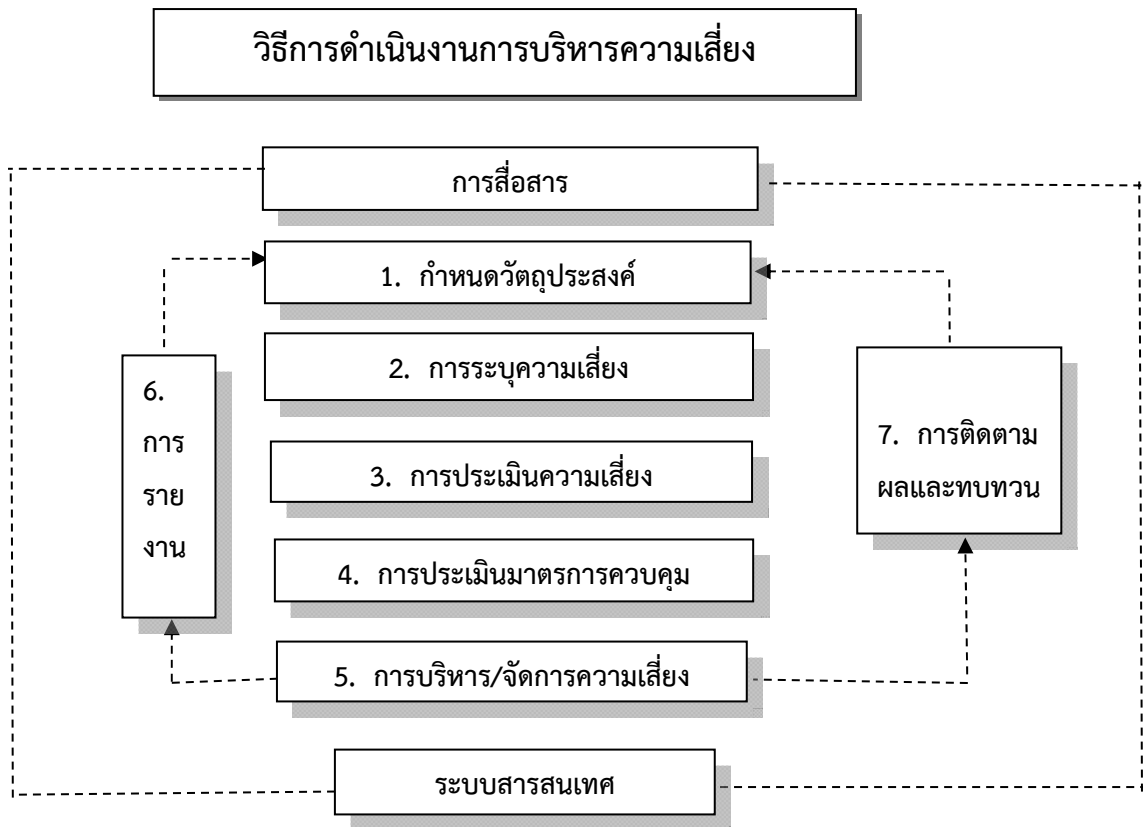 วิธีการดำเนินงานการบริหารความเสี่ยง
การสื่อสาร
1. กำหนดวัตถุประสงค์
2. การระบุความเสี่ยง
3. การประเมินความเสี่ยง
4. การประเมินมาตรการควบคุม
5. การบริหาร/จัดการความเสี่ยง
6.
การ
ราย
งาน
7. การติดตาม
ผลและทบทวน
ระบบสารสนเทศ